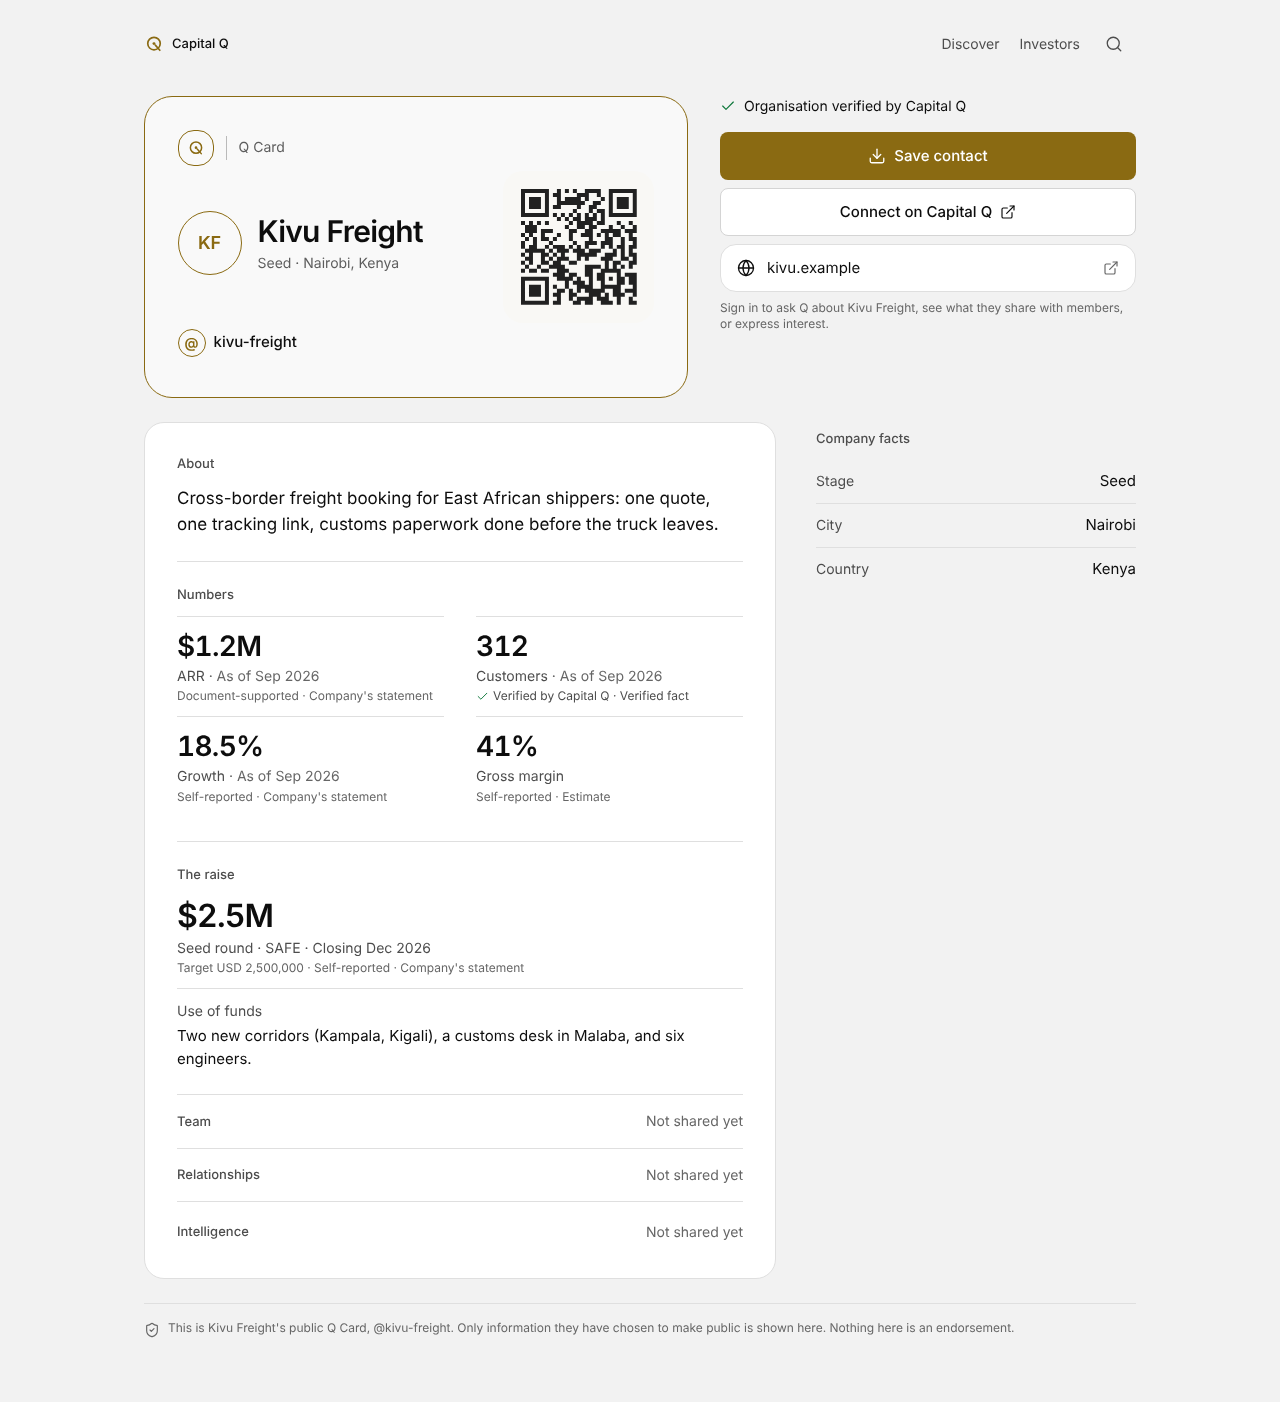 Capital Q
Discover
Investors
Q Card
KF
Kivu Freight
Seed · Nairobi, Kenya
@ kivu-freight
Organisation verified by Capital Q
Save contact
Connect on Capital Q
kivu.example
Sign in to ask Q about Kivu Freight, see what they share with members,
or express interest.
About
Cross-border freight booking for East African shippers: one quote,
one tracking link, customs paperwork done before the truck leaves.
Numbers
$1.2M
ARR · As of Sep 2026
Document-supported · Company's statement
312
Customers · As of Sep 2026
Verified by Capital Q · Verified fact
18.5%
Growth · As of Sep 2026
Self-reported · Company's statement
41%
Gross margin
Self-reported · Estimate
The raise
$2.5M
Seed round · SAFE · Closing Dec 2026
Target USD 2,500,000 · Self-reported · Company's statement
Use of funds
Two new corridors (Kampala, Kigali), a customs desk in Malaba, and six
engineers.
Team
Not shared yet
Relationships
Not shared yet
Intelligence
Not shared yet
Company facts
Stage
Seed
City
Nairobi
Country
Kenya
This is Kivu Freight's public Q Card, @kivu-freight. Only information they have chosen to make public is shown here. Nothing here is an endorsement.